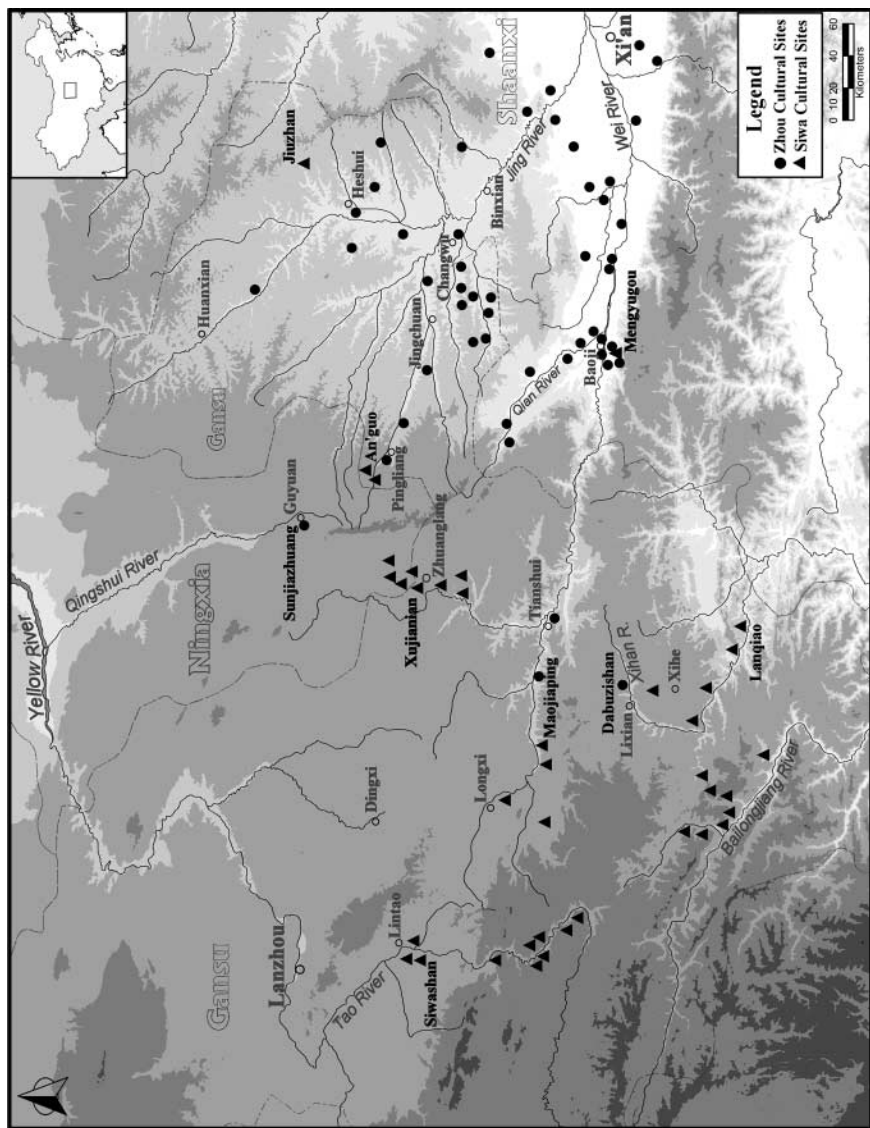 Yellow River
Qingshui River
Gansu
Ningxia
Gansu
Huanxian
Lanzhou
Sunjiazhuang
Guyuan
Jiuzhan
Tao River
Lintao
Dingxi
An'guo
Heshui
Pingliang
Siwashan
Xujianian
Zhuanglang
Jingchuan
Changwu
Longxi
Binxian
Shaanxi
Jing River
Qian River
Maojiaping
Tianshui
Baoji
Dabuzishan
Lixian
Xihan R.
Mengyugou
Wei River
Xi'an
Xihe
Lanqiao
Bailongjiang River
Legend
Zhou Cultural Sites
Siwa Cultural Sites
0 10 20 40 60
Kilometers